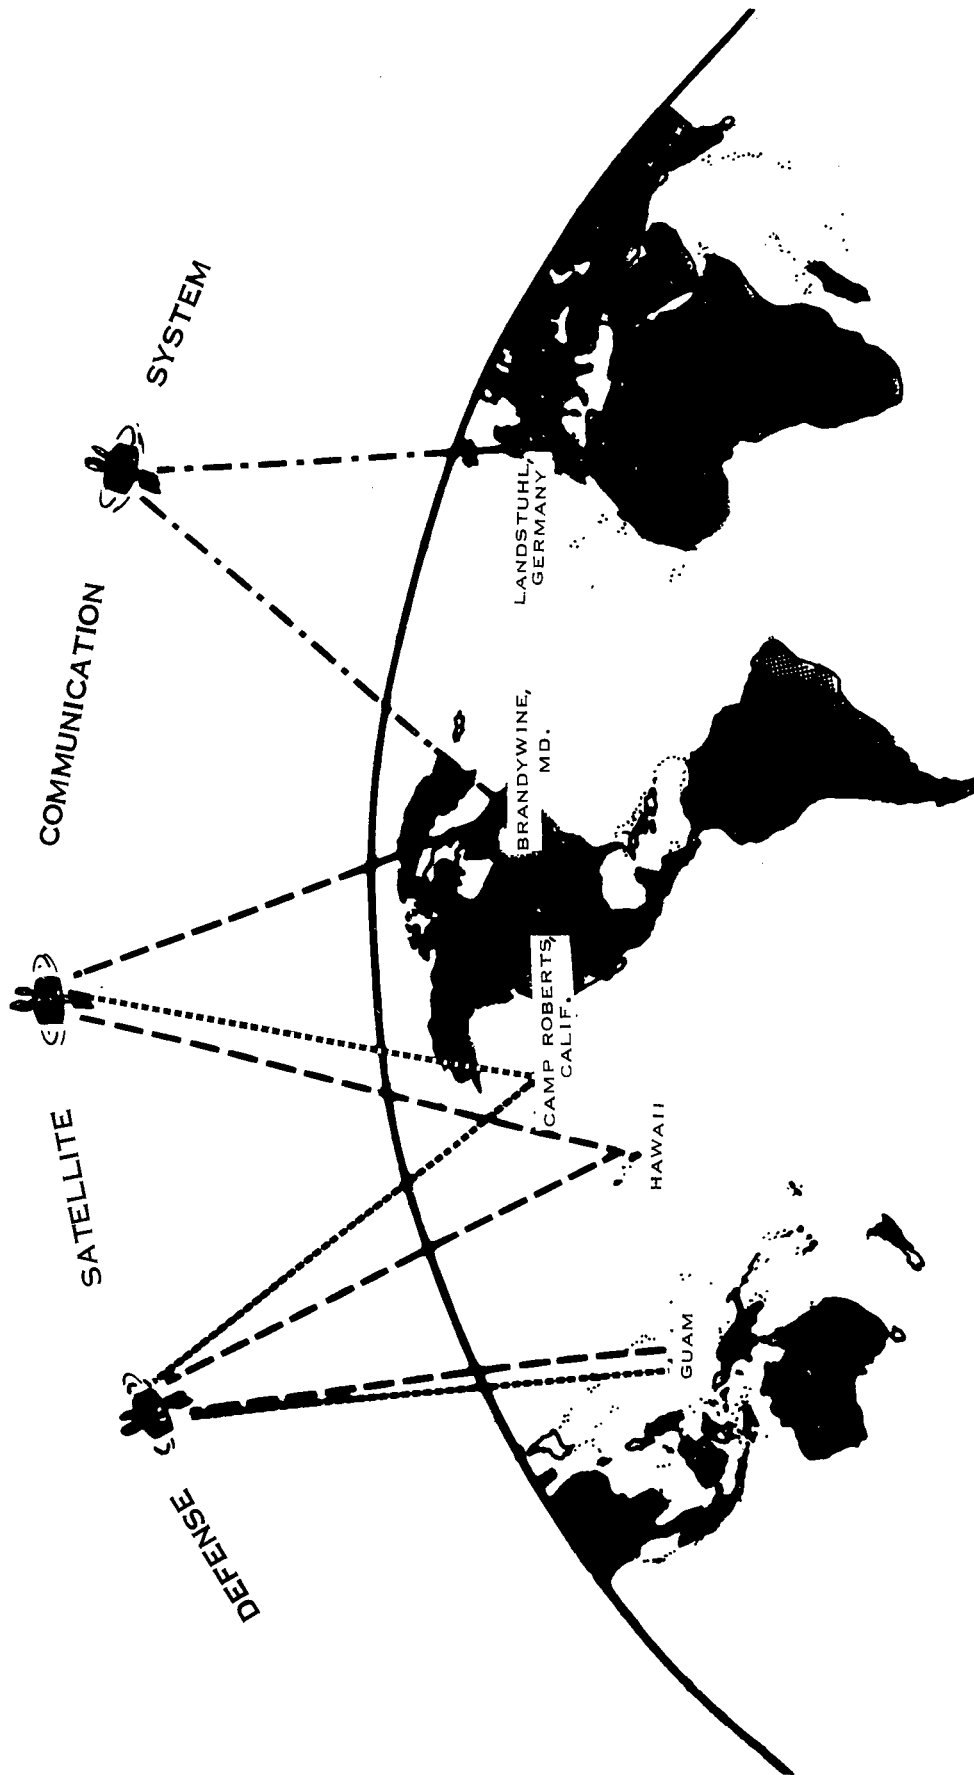 DEFENSE SATELLITE COMMUNICATION SYSTEM
GUAM
HAWAII
CAMP ROBERTS,
CALIF.
BRANDYWINE,
MD.
LANDSTUHL,
GERMANY